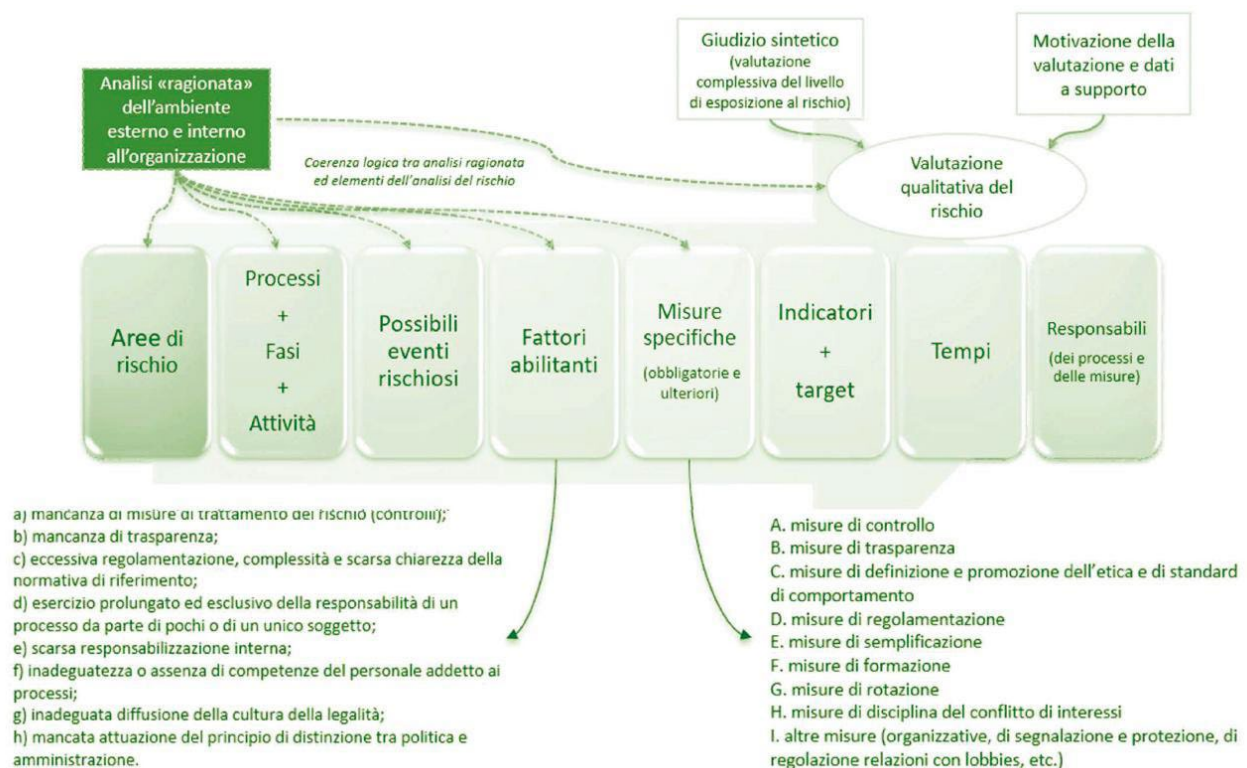 Giudizio sintetico
(valutazione
complessiva del livello
di esposizione al rischio)
Motivazione della
valutazione e dati
a supporto
Analisi «ragionata»
dell'ambiente
esterno e interno
all'organizzazione
Coerenza logica tra analisi ragionata
ed elementi dell'analisi del rischio
Valutazione
qualitativa del
rischio
Aree di
rischio
Processi
+
Fasi
+
Attività
Possibili
eventi
rischiosi
Fattori
abilitanti
Misure
specifiche
(obbligatorie e
ulteriori)
Indicatori
+
target
Tempi
Responsabili
(dei processi e
delle misure)
a) mancanza di misure di trattamento del rischio (controlli);
b) mancanza di trasparenza;
c) eccessiva regolamentazione, complessità e scarsa chiarezza della
normativa di riferimento;
d) esercizio prolungato ed esclusivo della responsabilità di un
processo da parte di pochi o di un unico soggetto;
e) scarsa responsabilizzazione interna;
f) inadeguatezza o assenza di competenze del personale addetto ai
processi;
g) inadeguata diffusione della cultura della legalità;
h) mancata attuazione del principio di distinzione tra politica e
amministrazione.
A. misure di controllo
B. misure di trasparenza
C. misure di definizione e promozione dell'etica e di standard
di comportamento
D. misure di regolamentazione
E. misure di semplificazione
F. misure di formazione
G. misure di rotazione
H. misure di disciplina del conflitto di interessi
I. altre misure (organizzative, di segnalazione e protezione, di
regolazione relazioni con lobbies, etc.)